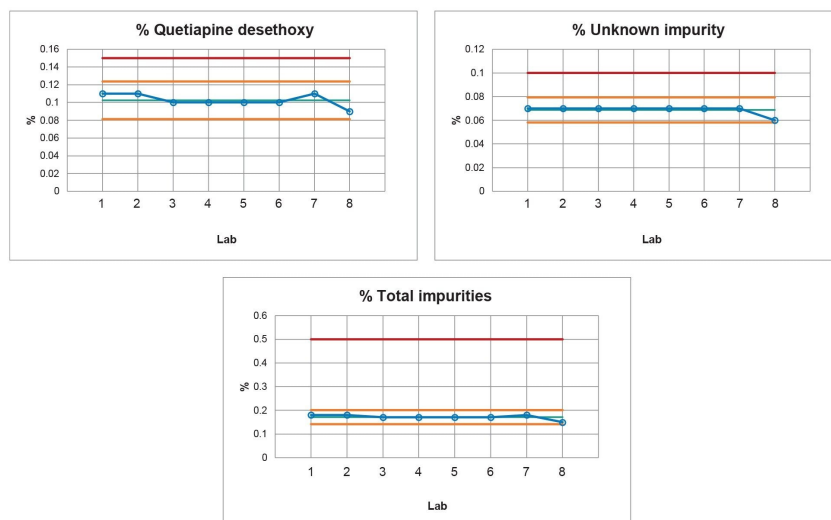 % Quetiapine desethoxy
0.16
0.14
0.12
0.1
0.08
0.06
0.04
0.02
0
%
1 2 3 4 5 6 7 8
Lab
% Unknown impurity
0.12
0.1
0.08
0.06
0.04
0.02
0
%
1 2 3 4 5 6 7 8
Lab
% Total impurities
0.6
0.5
0.4
0.3
0.2
0.1
0
%
1 2 3 4 5 6 7 8
Lab